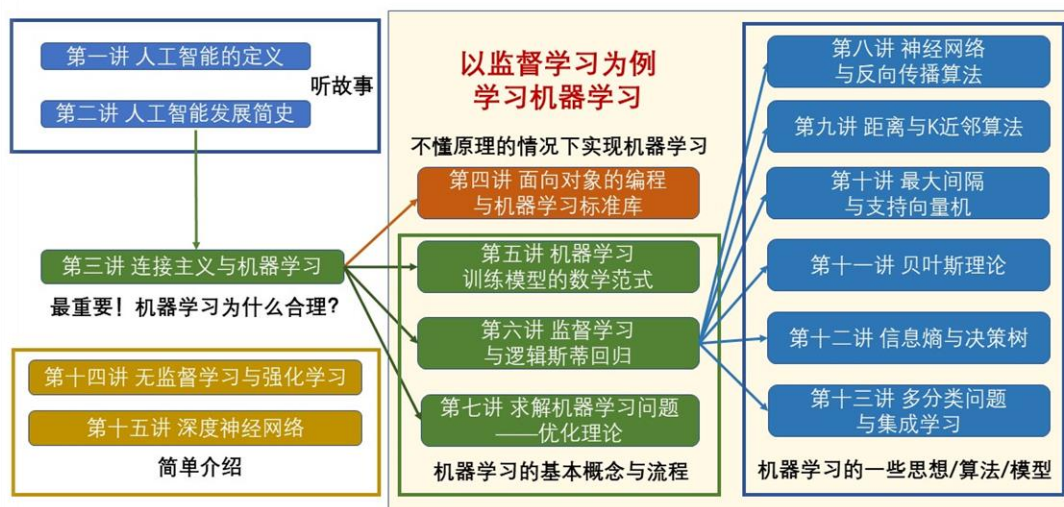 第一讲 人工智能的定义
听故事
第二讲 人工智能发展简史
第三讲 连接主义与机器学习
最重要！机器学习为什么合理？
第十四讲 无监督学习与强化学习
第十五讲 深度神经网络
简单介绍
以监督学习为例
学习机器学习
不懂原理的情况下实现机器学习
第四讲 面向对象的编程
与机器学习标准库
第五讲 机器学习
训练模型的数学范式
第六讲 监督学习
与逻辑斯蒂回归
第七讲 求解机器学习问题
——优化理论
机器学习的基本概念与流程
第八讲 神经网络
与反向传播算法
第九讲 距离与K近邻算法
第十讲 最大间隔
与支持向量机
第十一讲 贝叶斯理论
第十二讲 信息熵与决策树
第十三讲 多分类问题
与集成学习
机器学习的一些思想/算法/模型